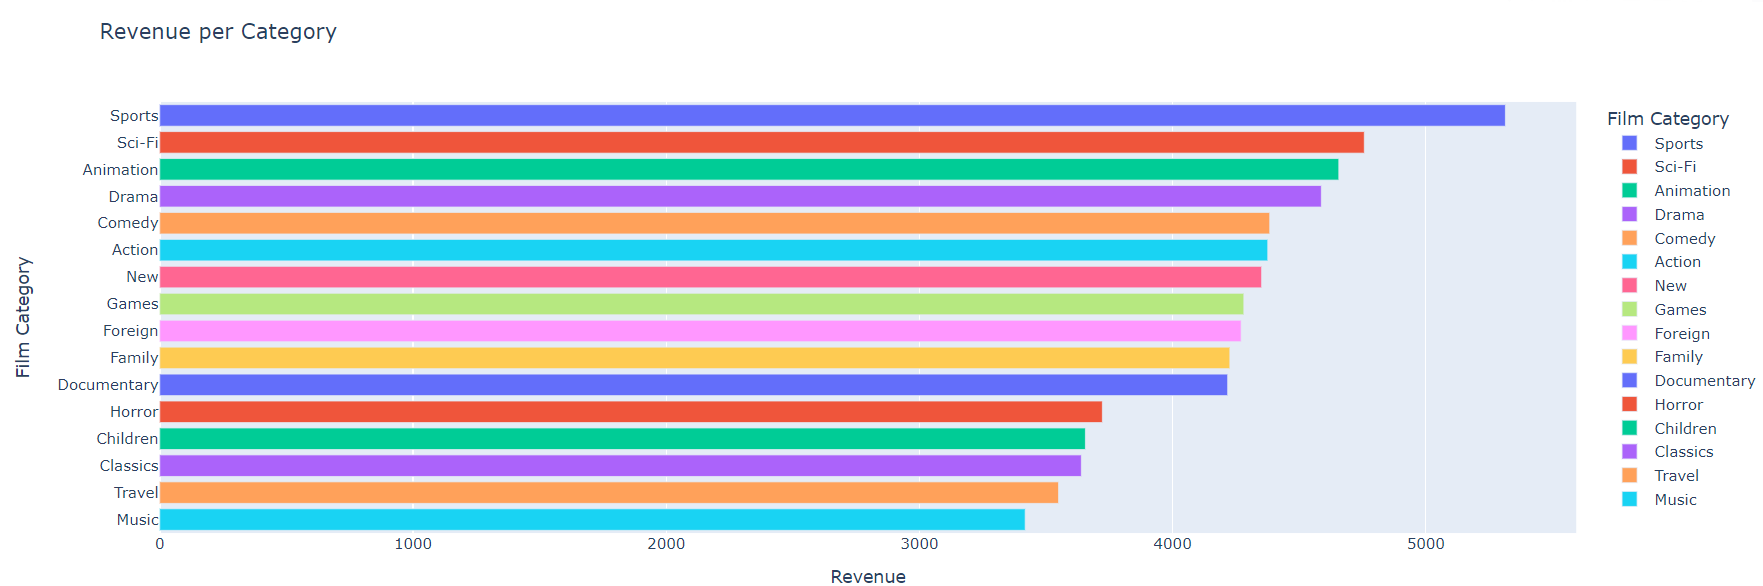 Revenue per Category
Film Category
Sports
Sci-Fi
Animation
Drama
Comedy
Action
New
Games
Foreign
Family
Documentary
Horror
Children
Classics
Travel
Music
0 1000 2000 3000 4000 5000
Revenue
Film Category
Sports
Sci-Fi
Animation
Drama
Comedy
Action
New
Games
Foreign
Family
Documentary
Horror
Children
Classics
Travel
Music